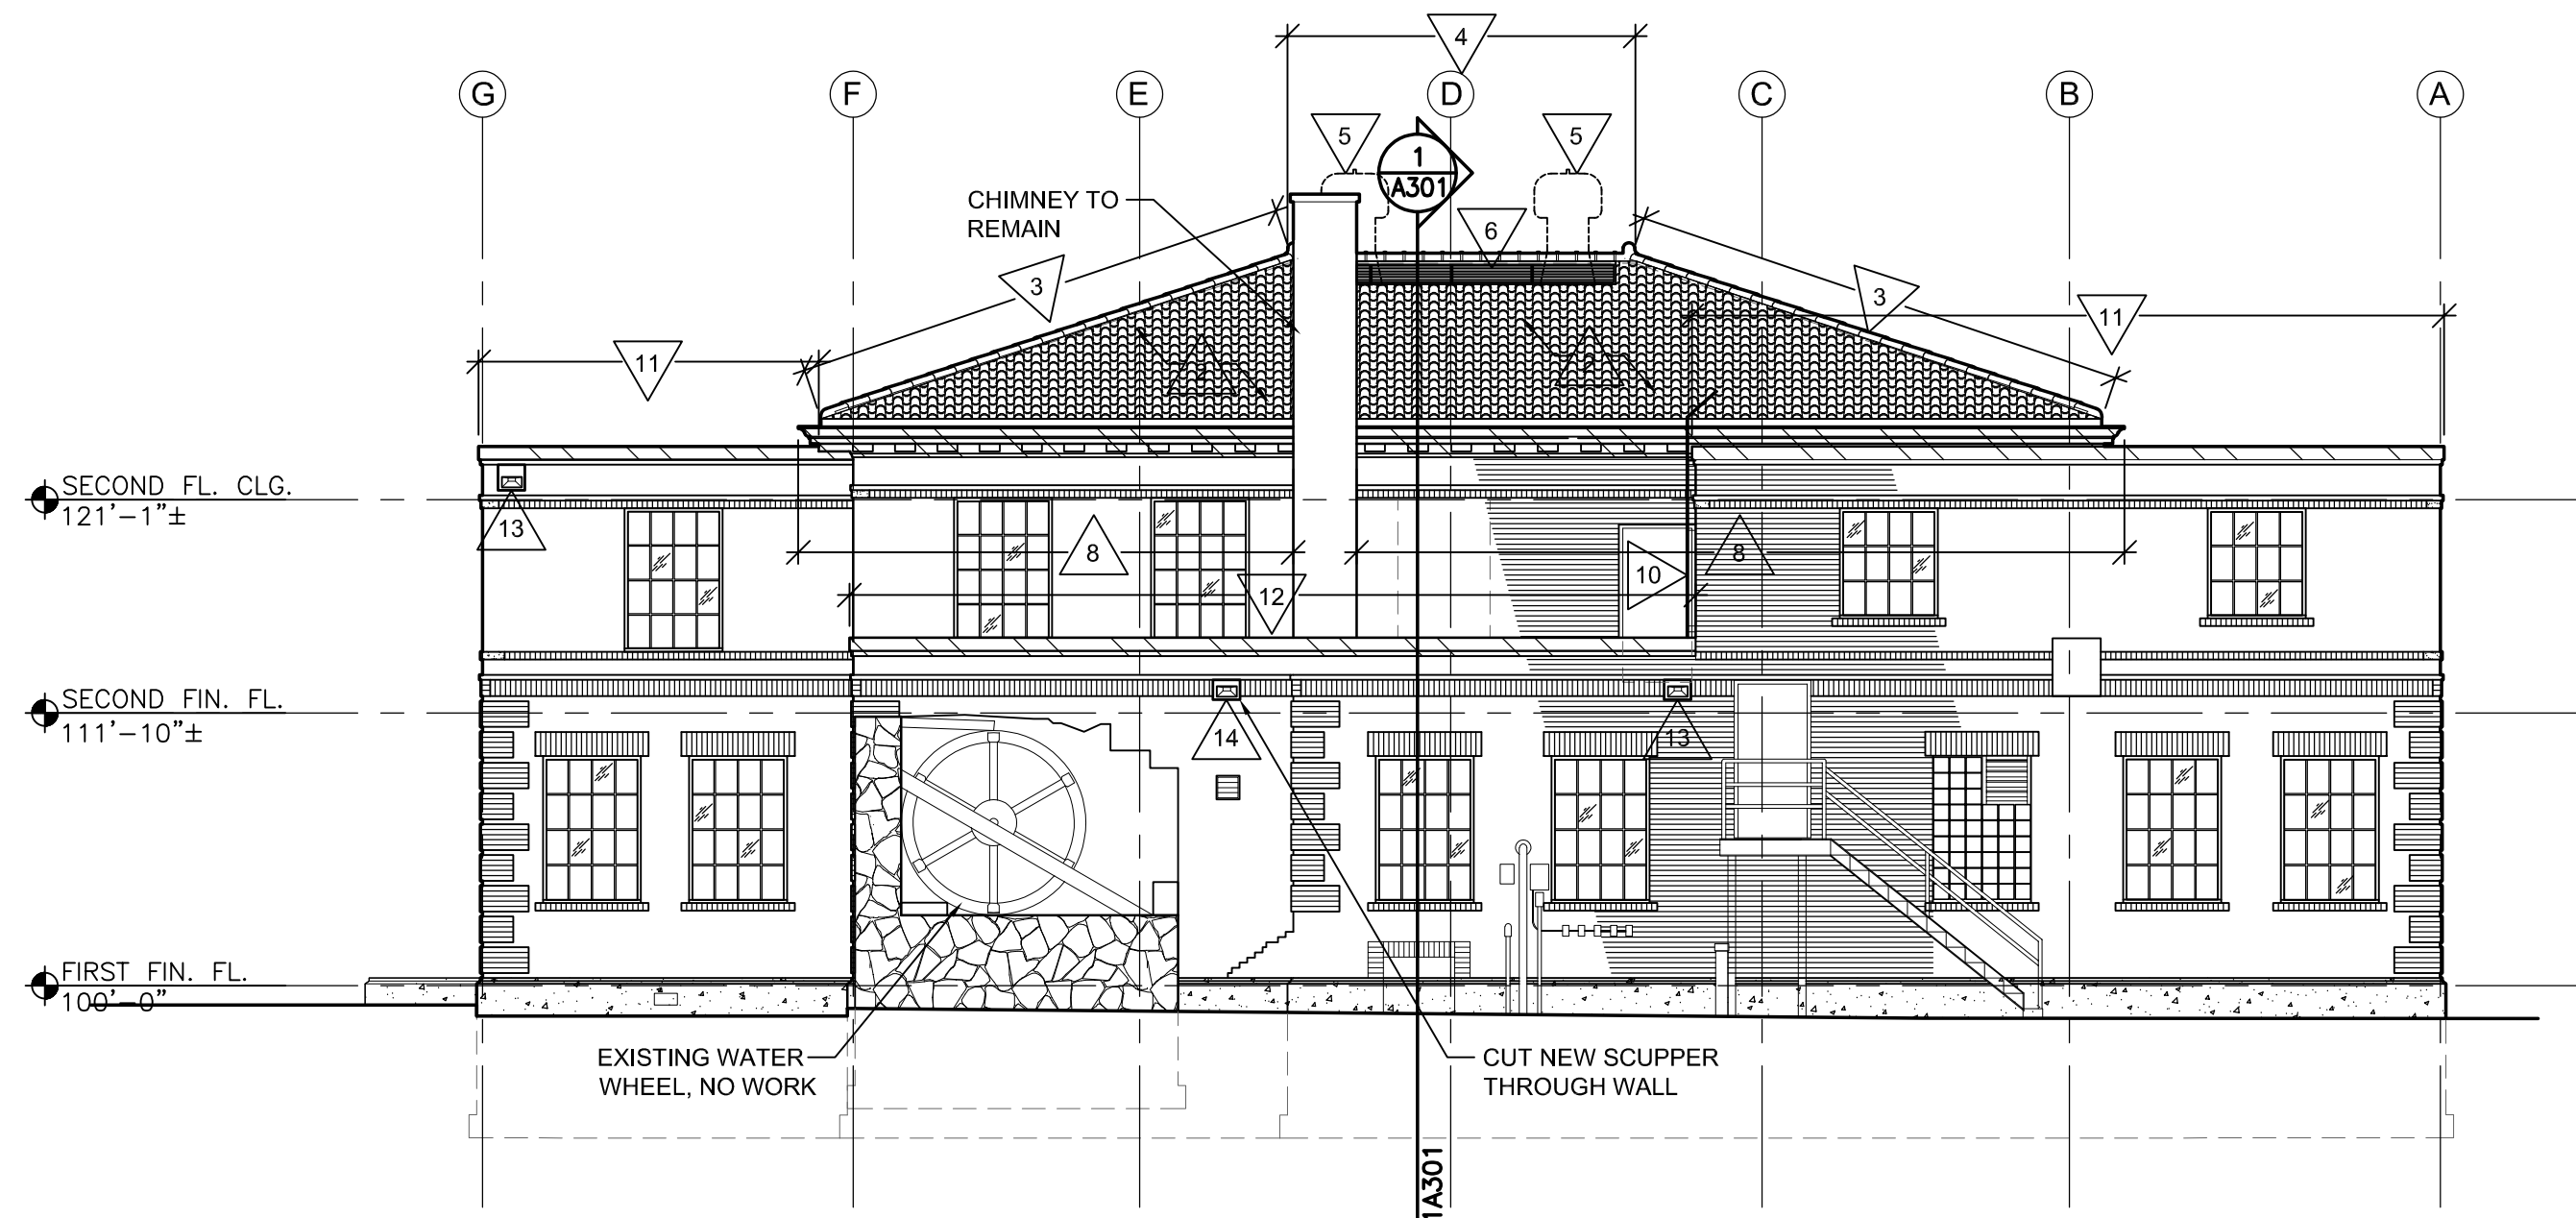 4
G
F
E
D
C
B
A
5
5
1
A301
CHIMNEY TO
REMAIN
6
3
3
11
11
2
2
SECOND FL. CLG.
121'-1"±
13
8
8
10
12
SECOND FIN. FL.
111'-10"±
14
13
FIRST FIN. FL.
100'-0"
EXISTING WATER
WHEEL, NO WORK
CUT NEW SCUPPER
THROUGH WALL
1A301